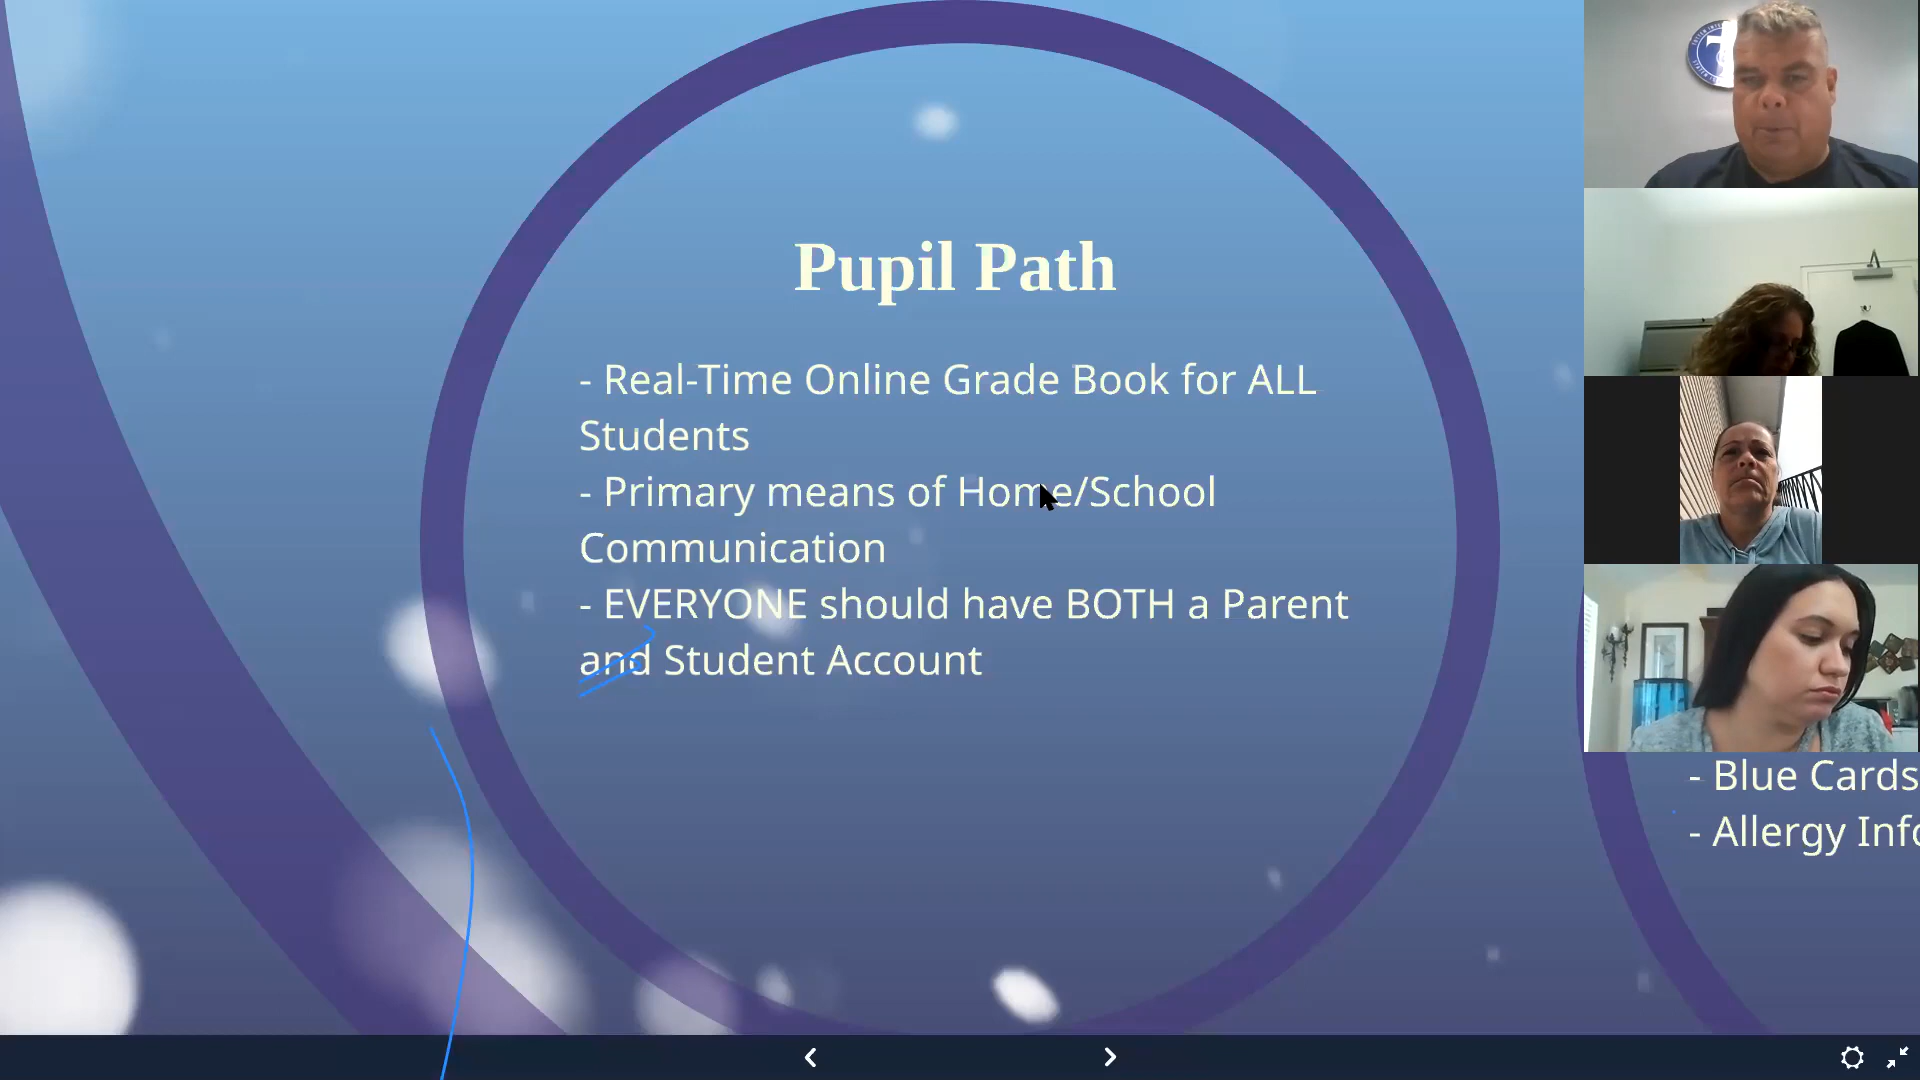 Pupil Path
- Real-Time Online Grade Book for ALL
Students
- Primary means of Home/School
Communication
- EVERYONE should have BOTH a Parent
and Student Account
- Blue Cards
- Allergy Info